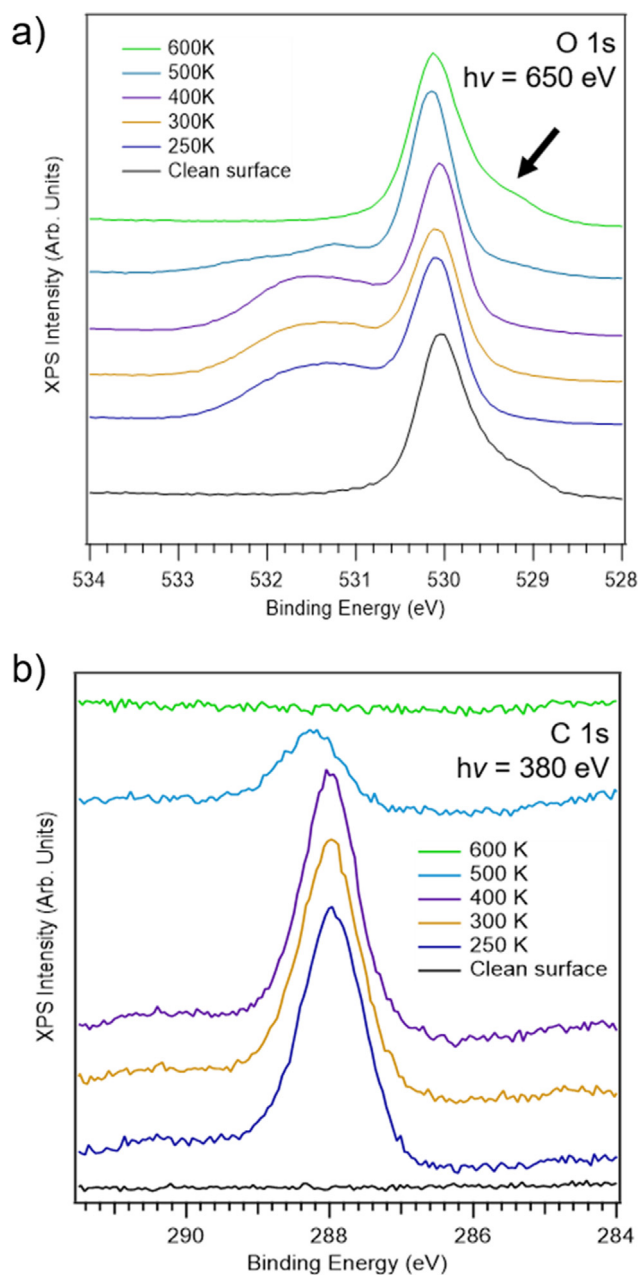 a)
O 1s
hν = 650 eV
600K
500K
400K
300K
250K
Clean surface
XPS Intensity (Arb. Units)
534 533 532 531 530 529 528
Binding Energy (eV)
b)
C 1s
hν = 380 eV
600 K
500 K
400 K
300 K
250 K
Clean surface
XPS Intensity (Arb. Units)
290 288 286 284
Binding Energy (eV)